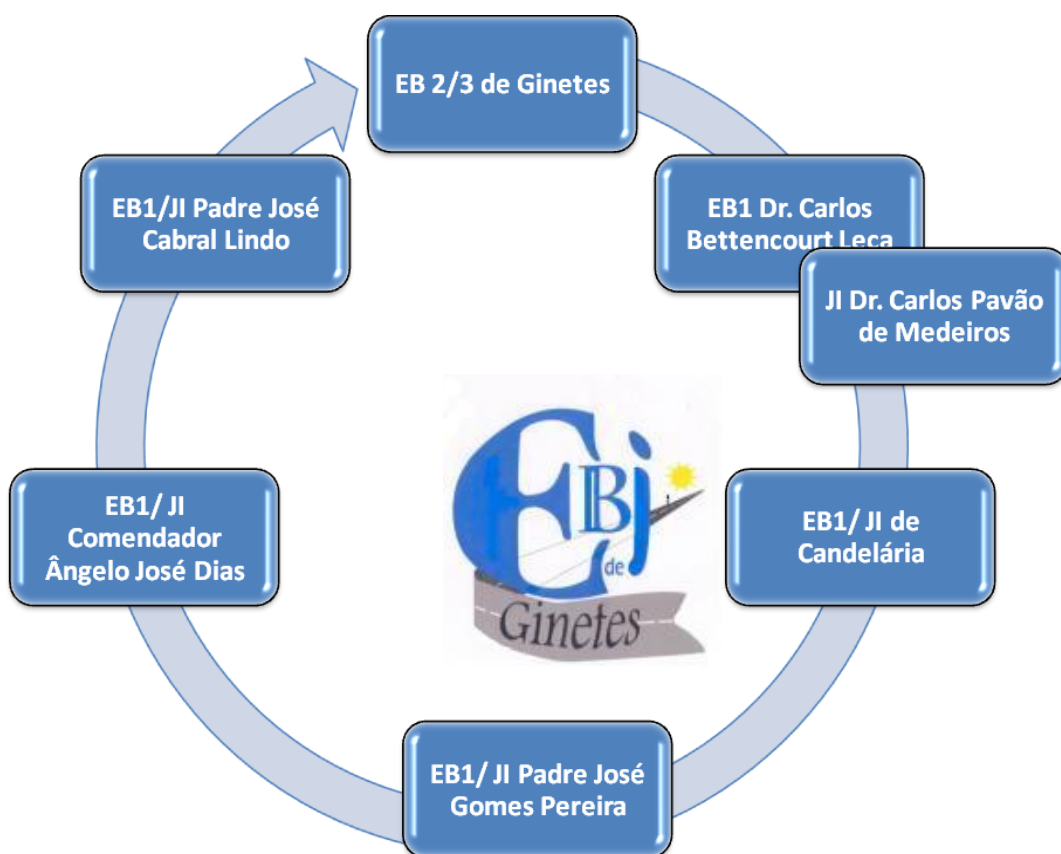 EB 2/3 de Ginetes
EB1 Dr. Carlos
Bettencourt Leça
JI Dr. Carlos Pavão
de Medeiros
EB1/ JI de
Candelária
EB1/ JI Padre José
Gomes Pereira
EB1/ JI
Comendador
Ângelo José Dias
EB1/JI Padre José
Cabral Lindo
EBj
de
Ginetes